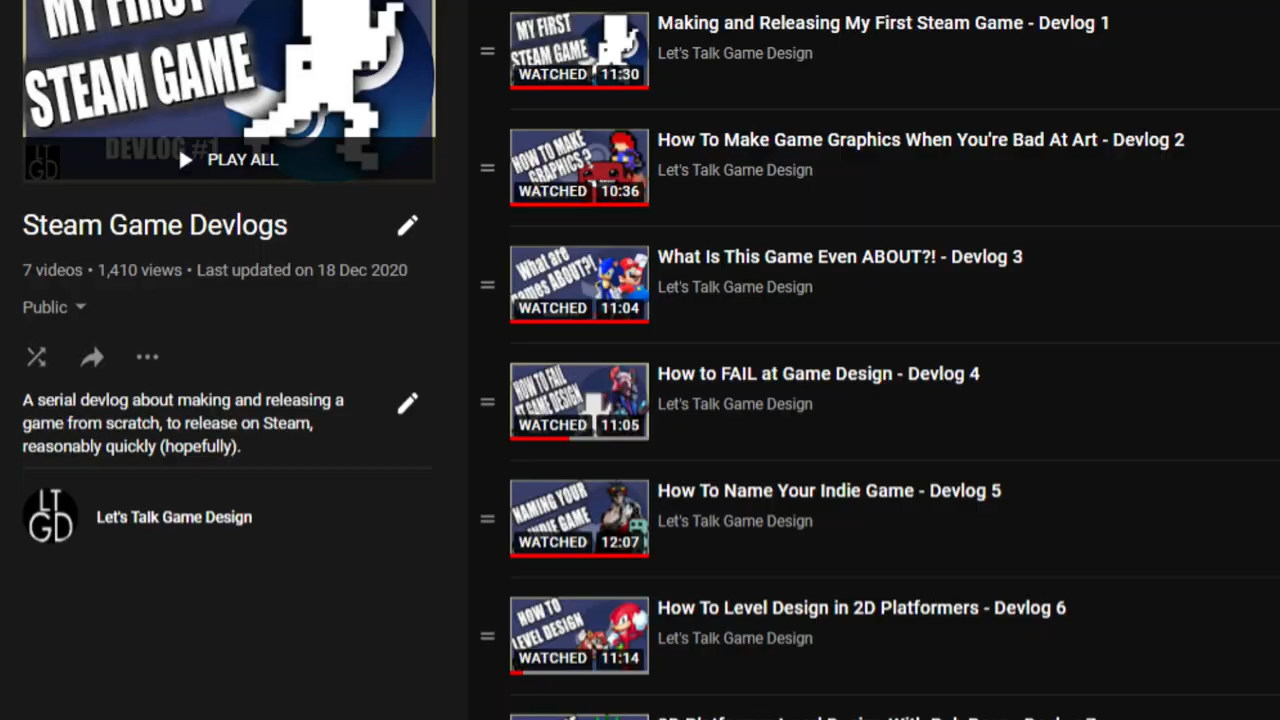 MY FIRST
STEAM GAME
DEVLOG #1
PLAY ALL
LT
GD
Steam Game Devlogs
7 videos • 1,410 views • Last updated on 18 Dec 2020
Public
A serial devlog about making and releasing a
game from scratch, to release on Steam,
reasonably quickly (hopefully).
LT
GD
Let's Talk Game Design
MY FIRST
STEAM GAME
WATCHED 11:30
Making and Releasing My First Steam Game - Devlog 1
Let's Talk Game Design
HOW TO MAKE
GRAPHICS?
WATCHED 10:36
How To Make Game Graphics When You're Bad At Art - Devlog 2
Let's Talk Game Design
What are
Games ABOUT?!
WATCHED 11:04
What Is This Game Even ABOUT?! - Devlog 3
Let's Talk Game Design
HOW TO FAIL
AT GAME DESIGN
WATCHED 11:05
How to FAIL at Game Design - Devlog 4
Let's Talk Game Design
NAMING YOUR
INDIE GAME
WATCHED 12:07
How To Name Your Indie Game - Devlog 5
Let's Talk Game Design
HOW TO
LEVEL DESIGN
WATCHED 11:14
How To Level Design in 2D Platformers - Devlog 6
Let's Talk Game Design